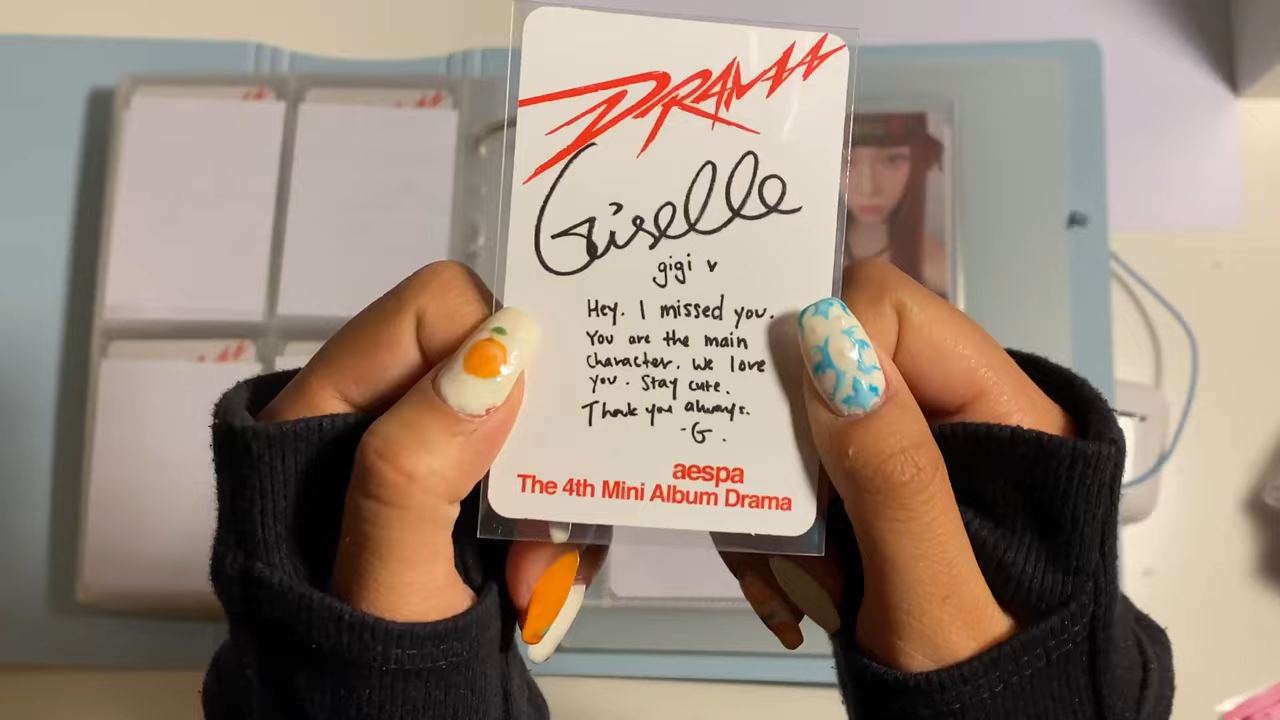 DRAMA
Giselle
gigi
Hey. I missed you.
You are the main
character. We love
you. Stay cute.
Thank you always.
-G.
aespa
The 4th Mini Album Drama